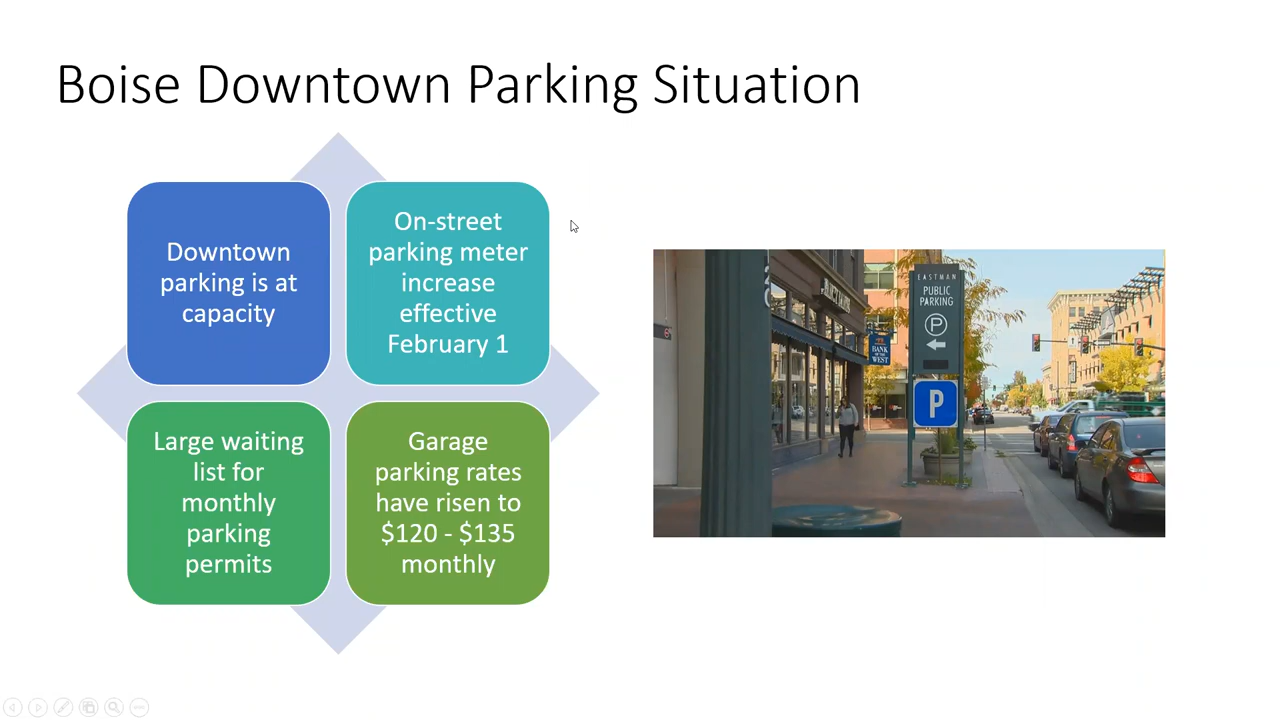 Boise Downtown Parking Situation
Downtown
parking is at
capacity
On-street
parking meter
increase
effective
February 1
Large waiting
list for
monthly
parking
permits
Garage
parking rates
have risen to
$120 - $135
monthly
EASTMAN
PUBLIC
PARKING
P
P
BANK
OF THE
WEST